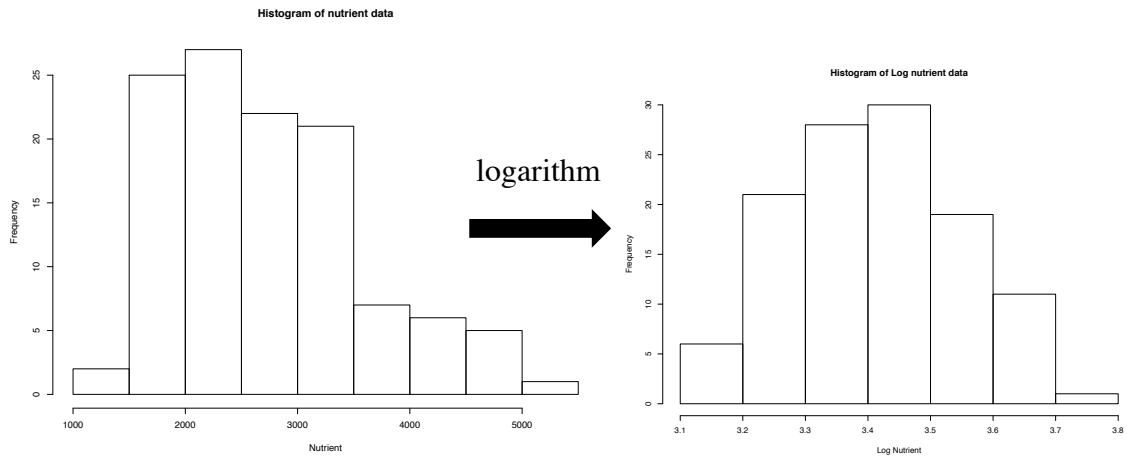 Histogram of nutrient data
Frequency
25
20
15
10
5
0
1000 2000 3000 4000 5000
Nutrient
logarithm
Histogram of Log nutrient data
Frequency
30
25
20
15
10
5
0
3.1 3.2 3.3 3.4 3.5 3.6 3.7 3.8
Log Nutrient